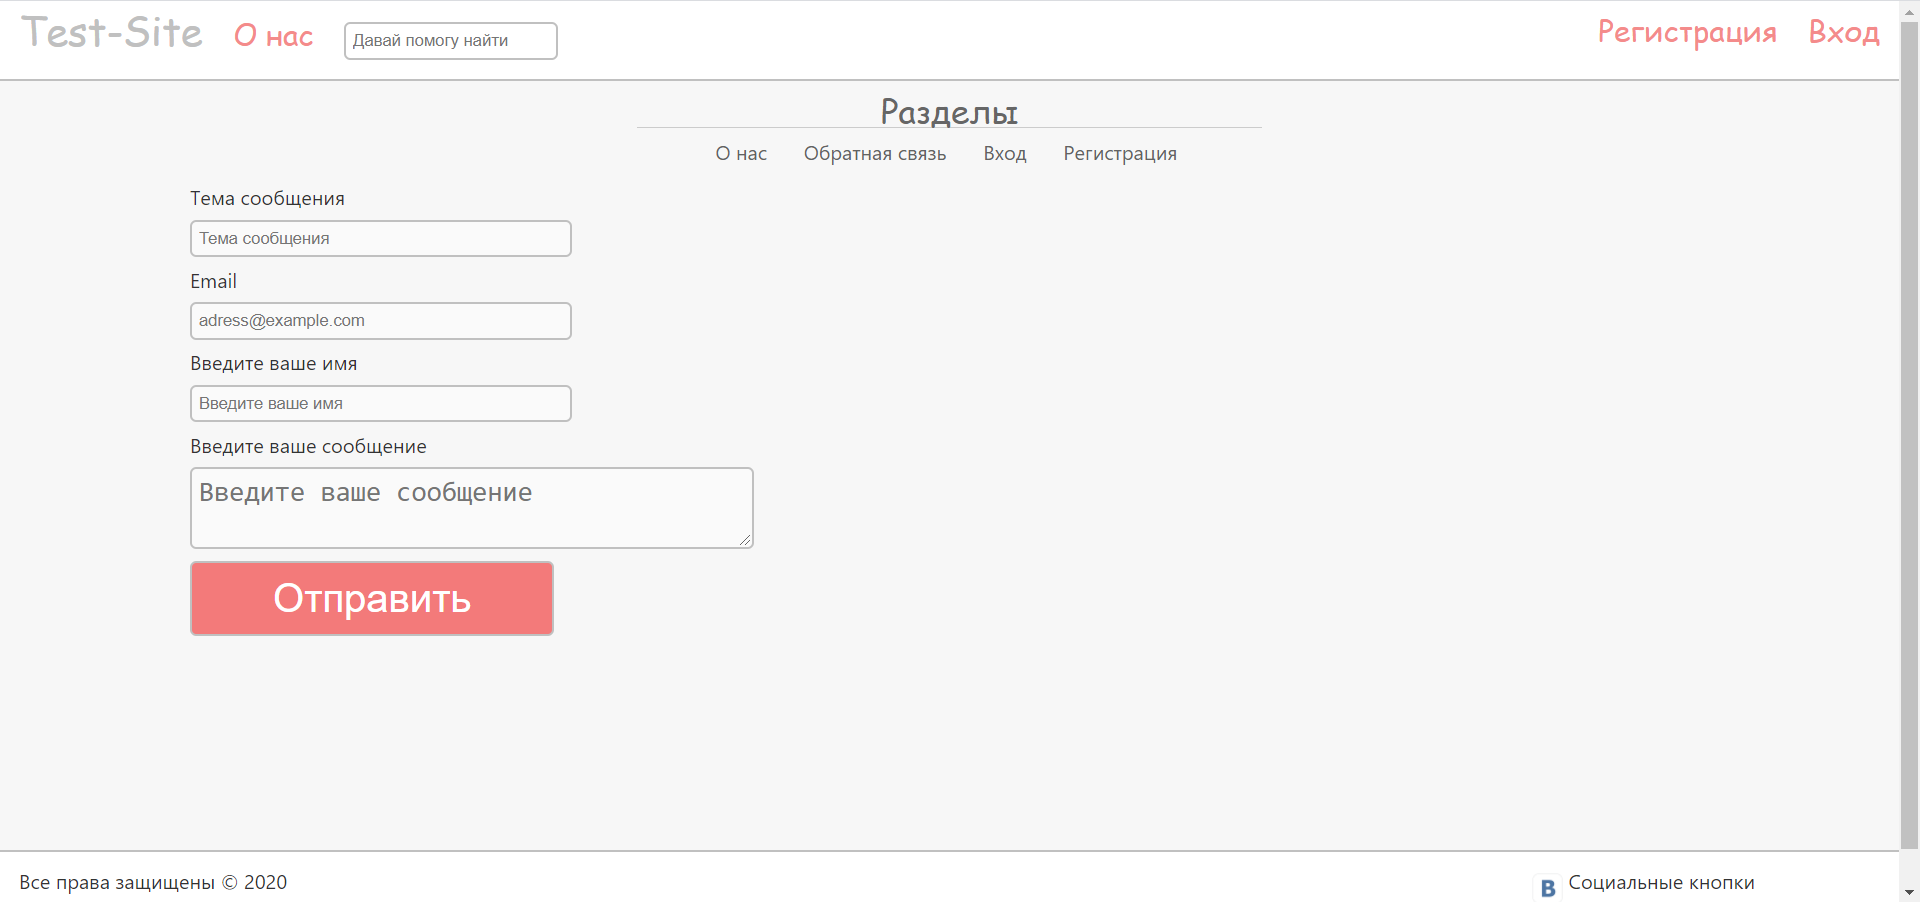 Test-Site О нас Давай помогу найти Регистрация Вход
Разделы
О нас Обратная связь Вход Регистрация
Тема сообщения
Тема сообщения
Email
adress@example.com
Введите ваше имя
Введите ваше имя
Введите ваше сообщение
Введите ваше сообщение
Отправить
Все права защищены © 2020 В Социальные кнопки